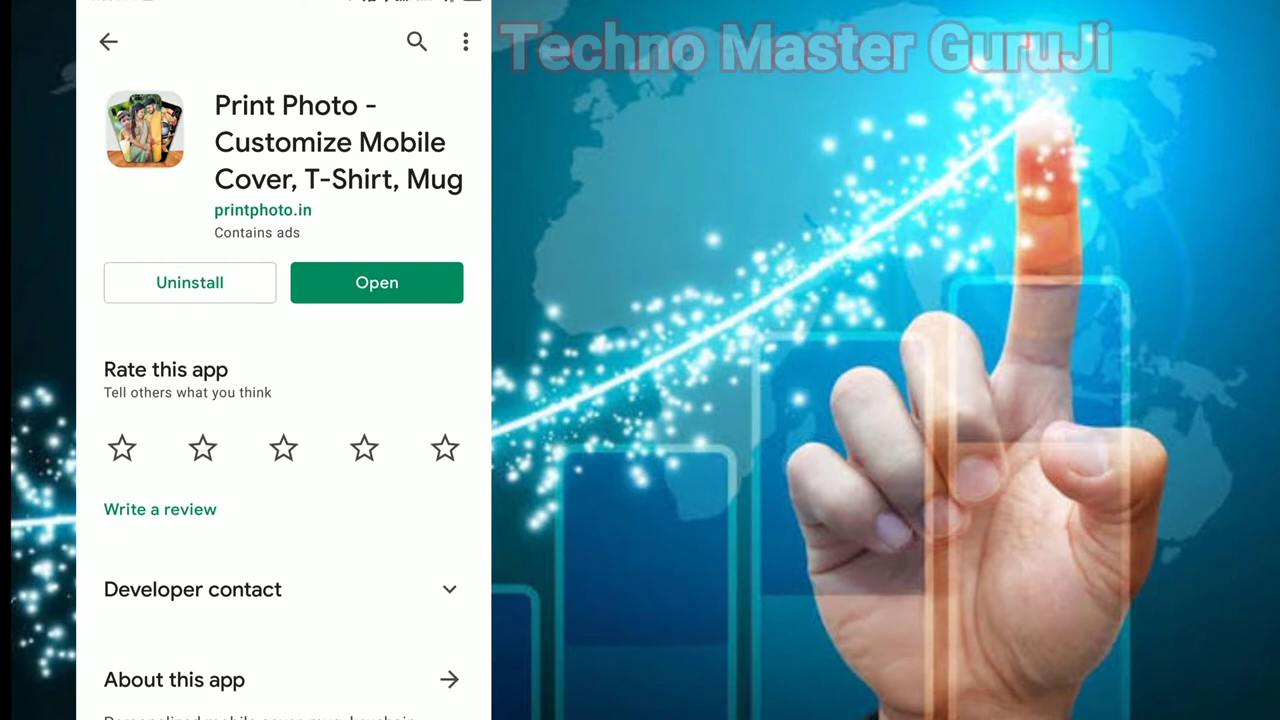 Techno Master GuruJi
Print Photo -
Customize Mobile
Cover, T-Shirt, Mug
printphoto.in
Contains ads
Uninstall
Open
Rate this app
Tell others what you think
Write a review
Developer contact
About this app